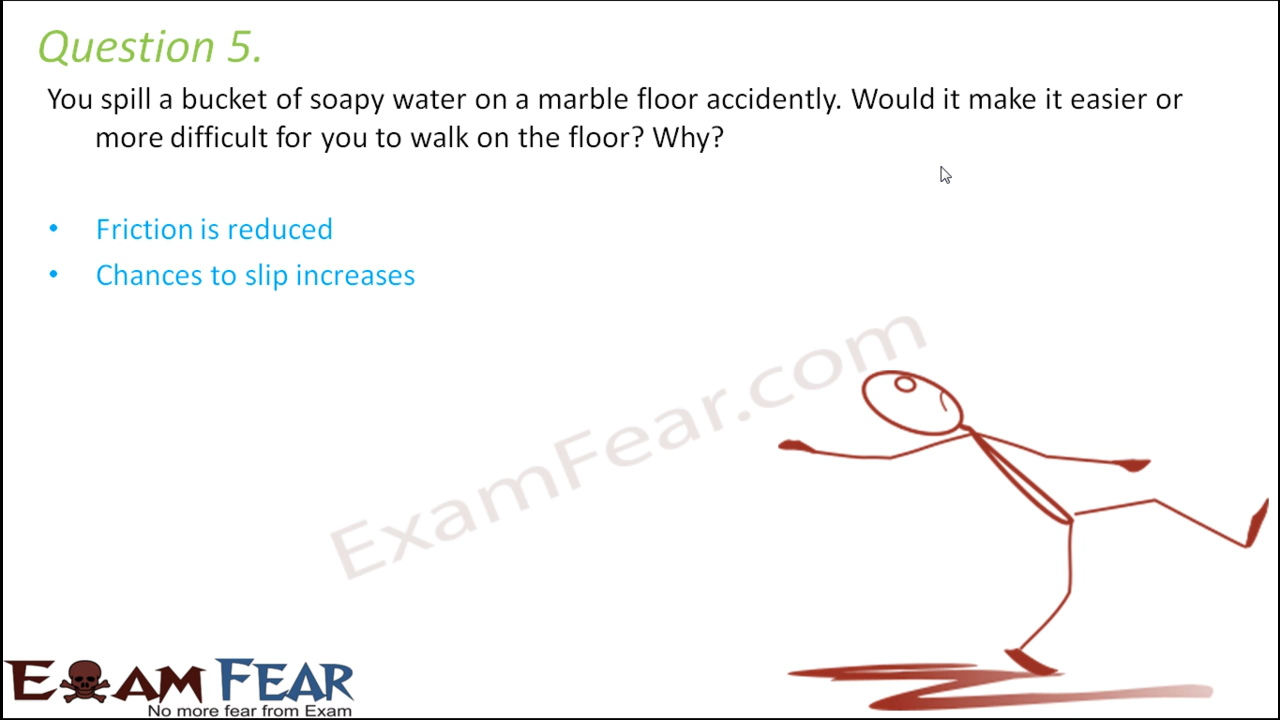 Question 5.
You spill a bucket of soapy water on a marble floor accidently. Would it make it easier or
more difficult for you to walk on the floor? Why?
• Friction is reduced
• Chances to slip increases
ExamFear.com
EXAM FEAR
No more fear from Exam